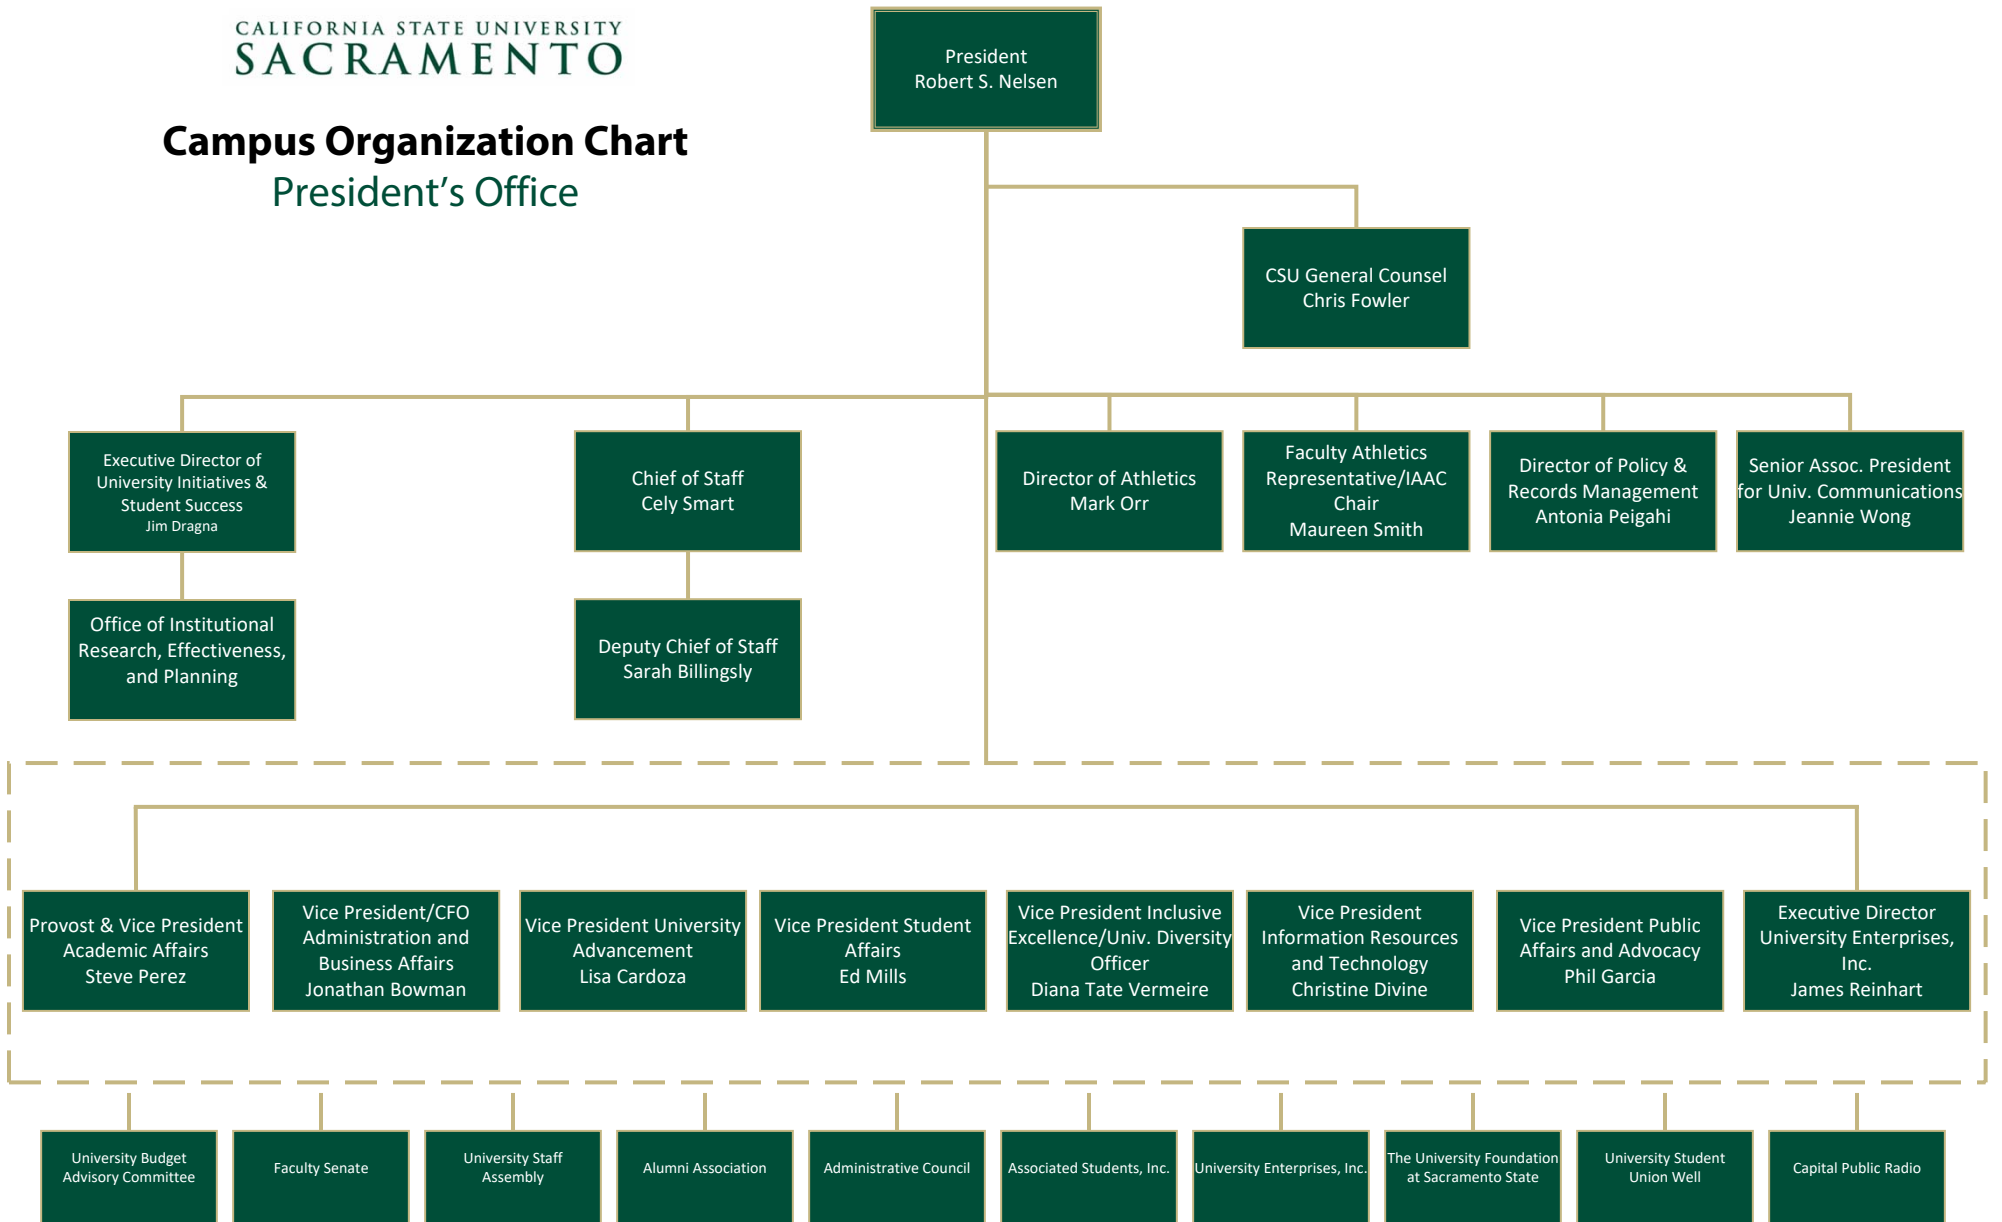 CALIFORNIA STATE UNIVERSITY
SACRAMENTO
Campus Organization Chart
President's Office
President
Robert S. Nelsen
CSU General Counsel
Chris Fowler
Executive Director of
University Initiatives &
Student Success
Jim Dragna
Chief of Staff
Cely Smart
Director of Athletics
Mark Orr
Faculty Athletics
Representative/IAAC
Chair
Maureen Smith
Director of Policy &
Records Management
Antonia Peigahi
Senior Assoc. President
for Univ. Communications
Jeannie Wong
Office of Institutional
Research, Effectiveness,
and Planning
Deputy Chief of Staff
Sarah Billingsly
Provost & Vice President
Academic Affairs
Steve Perez
Vice President/CFO
Administration and
Business Affairs
Jonathan Bowman
Vice President University
Advancement
Lisa Cardoza
Vice President Student
Affairs
Ed Mills
Vice President Inclusive
Excellence/Univ. Diversity
Officer
Diana Tate Vermeire
Vice President
Information Resources
and Technology
Christine Divine
Vice President Public
Affairs and Advocacy
Phil Garcia
Executive Director
University Enterprises,
Inc.
James Reinhart
University Budget
Advisory Committee
Faculty Senate
University Staff
Assembly
Alumni Association
Administrative Council
Associated Students, Inc.
University Enterprises, Inc.
The University Foundation
at Sacramento State
University Student
Union Well
Capital Public Radio